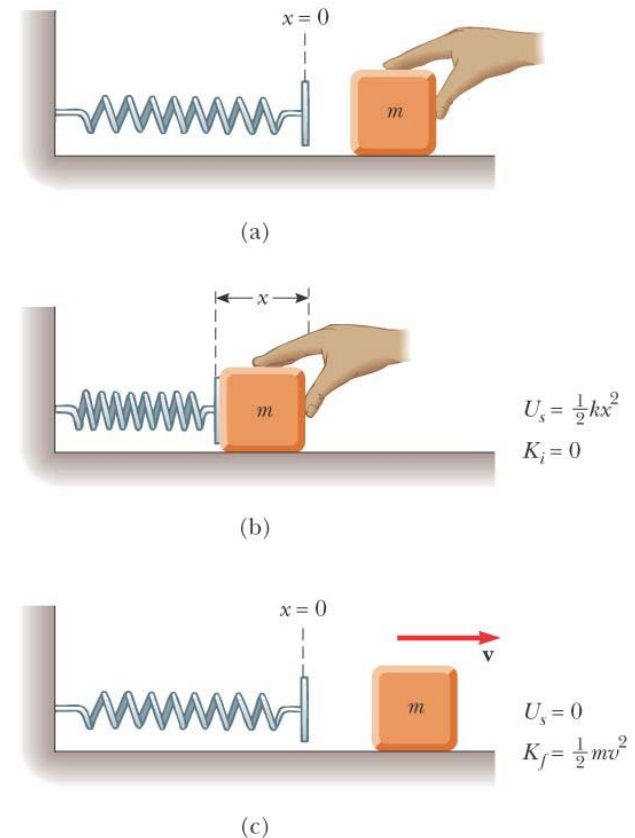 x = 0
m
(a)
x
m
U_s = ½kx²
K_i = 0
(b)
x = 0
v
m
U_s = 0
K_f = ½mv²
(c)